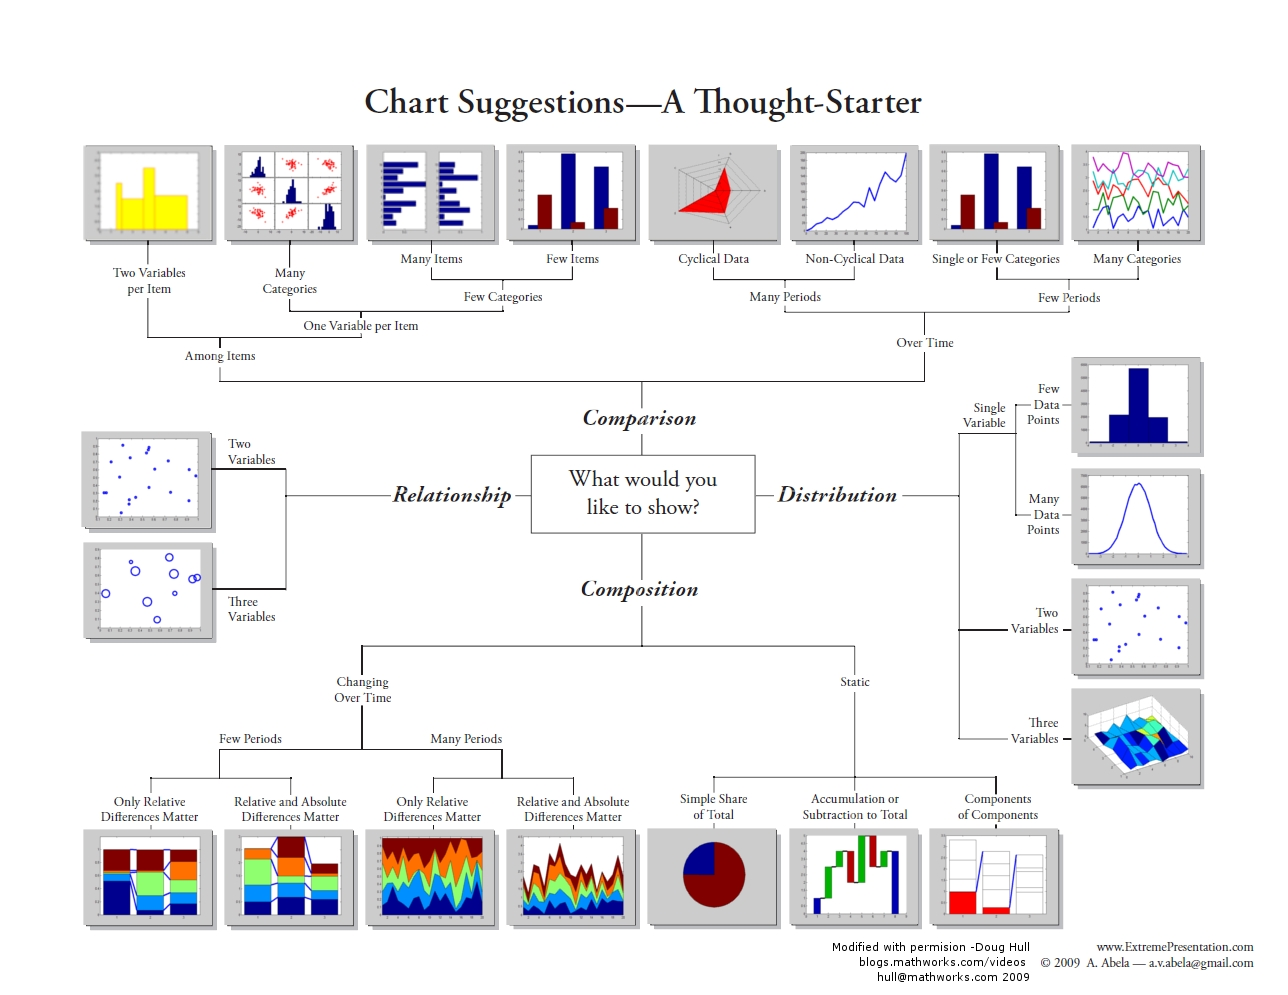 Chart Suggestions—A Thought-Starter
Two Variables
per Item
Many
Categories
Many Items
Few Items
Cyclical Data
Non-Cyclical Data
Single or Few Categories
Many Categories
Few Categories
Many Periods
Few Periods
One Variable per Item
Among Items
Over Time
Comparison
What would you
like to show?
Relationship
Two
Variables
Three
Variables
Distribution
Single
Variable
Few
Data
Points
Many
Data
Points
Two
Variables
Three
Variables
Composition
Changing
Over Time
Static
Few Periods
Many Periods
Only Relative
Differences Matter
Relative and Absolute
Differences Matter
Only Relative
Differences Matter
Relative and Absolute
Differences Matter
Simple Share
of Total
Accumulation or
Subtraction to Total
Components
of Components
Modified with permision -Doug Hull
blogs.mathworks.com/videos
hull@mathworks.com 2009
www.ExtremePresentation.com
© 2009 A. Abela — a.v.abela@gmail.com